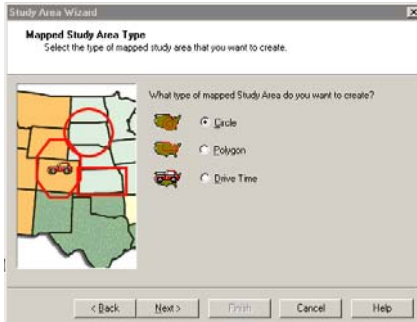 Study Area Wizard
Mapped Study Area Type
Select the type of mapped study area that you want to create.
What type of mapped Study Area do you want to create?
Circle
Polygon
Drive Time
< Back Next > Finish Cancel Help